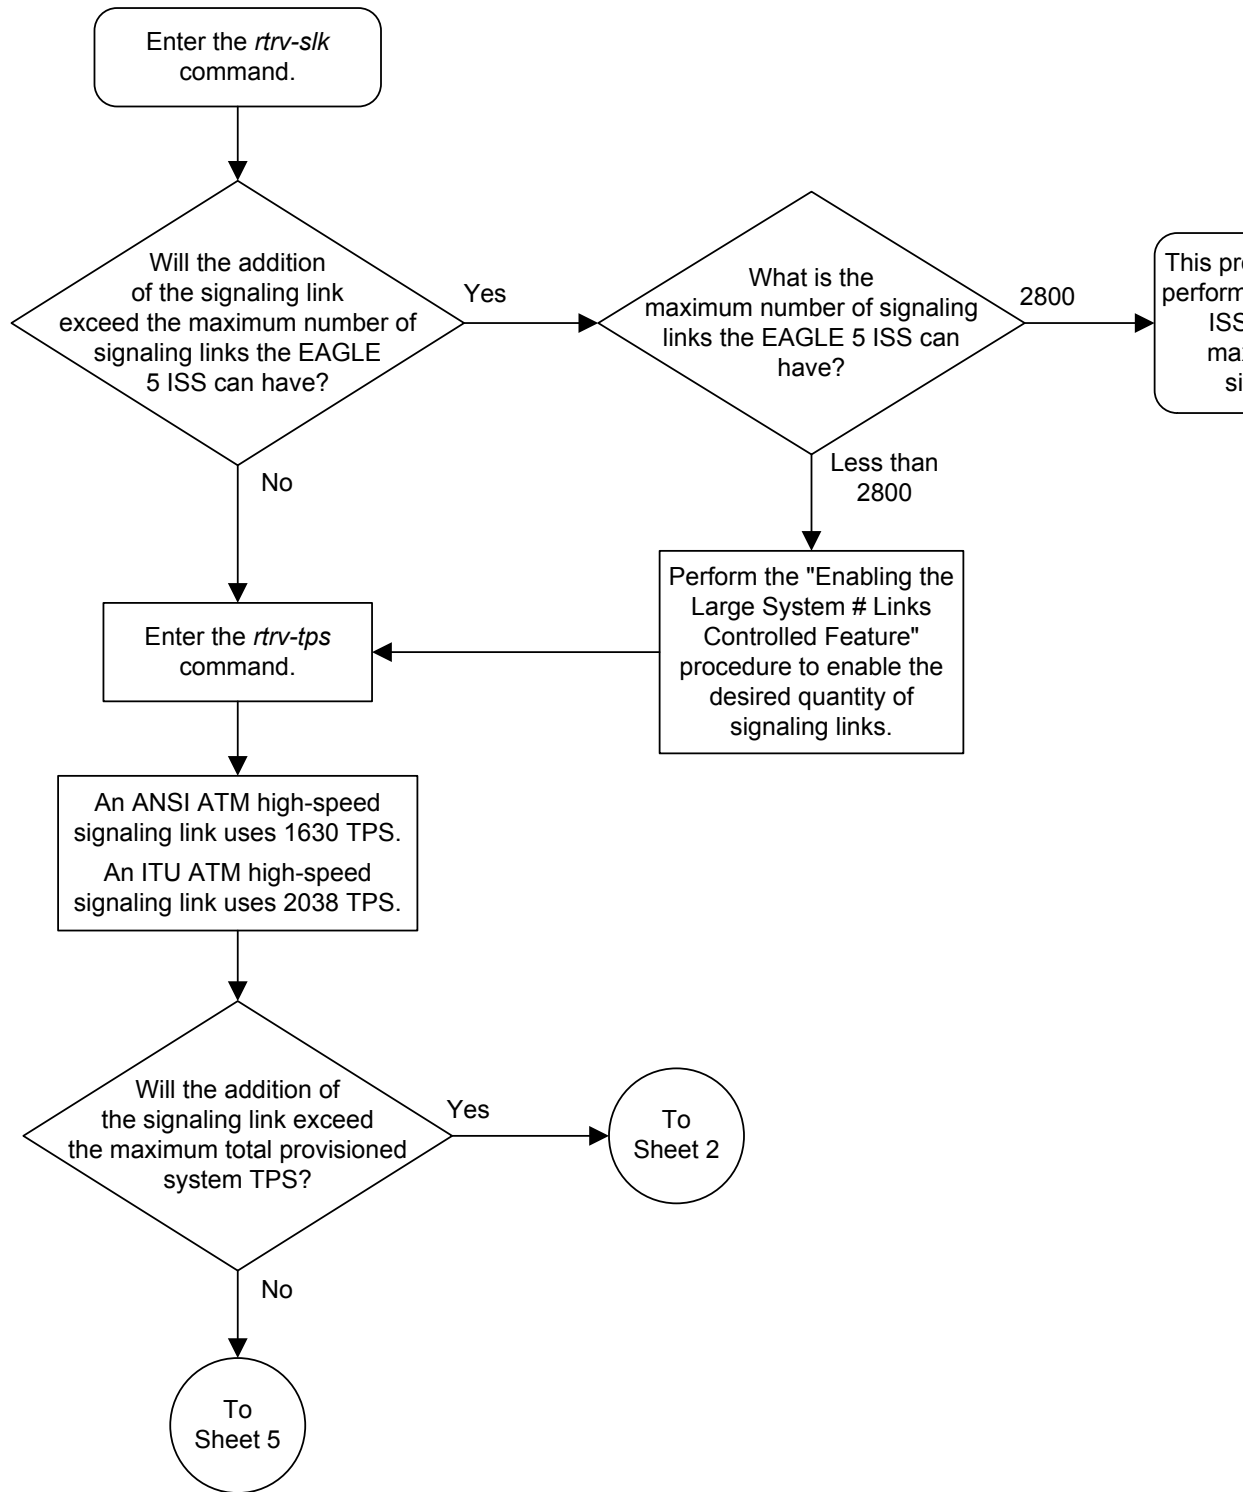 Enter the rtrv-slk
command.
Will the addition
of the signaling link
exceed the maximum number of
signaling links the EAGLE
5 ISS can have?
Yes
What is the
maximum number of signaling
links the EAGLE 5 ISS can
have?
2800
This
perform
ISS
No
Less than
2800
Enter the rtrv-tps
command.
Perform the "Enabling the
Large System # Links
Controlled Feature"
procedure to enable the
desired quantity of
signaling links.
An ANSI ATM high-speed
signaling link uses 1630 TPS.
An ITU ATM high-speed
signaling link uses 2038 TPS.
Will the addition of
the signaling link exceed
the maximum total provisioned
system TPS?
Yes
To
Sheet 2
No
To
Sheet 5